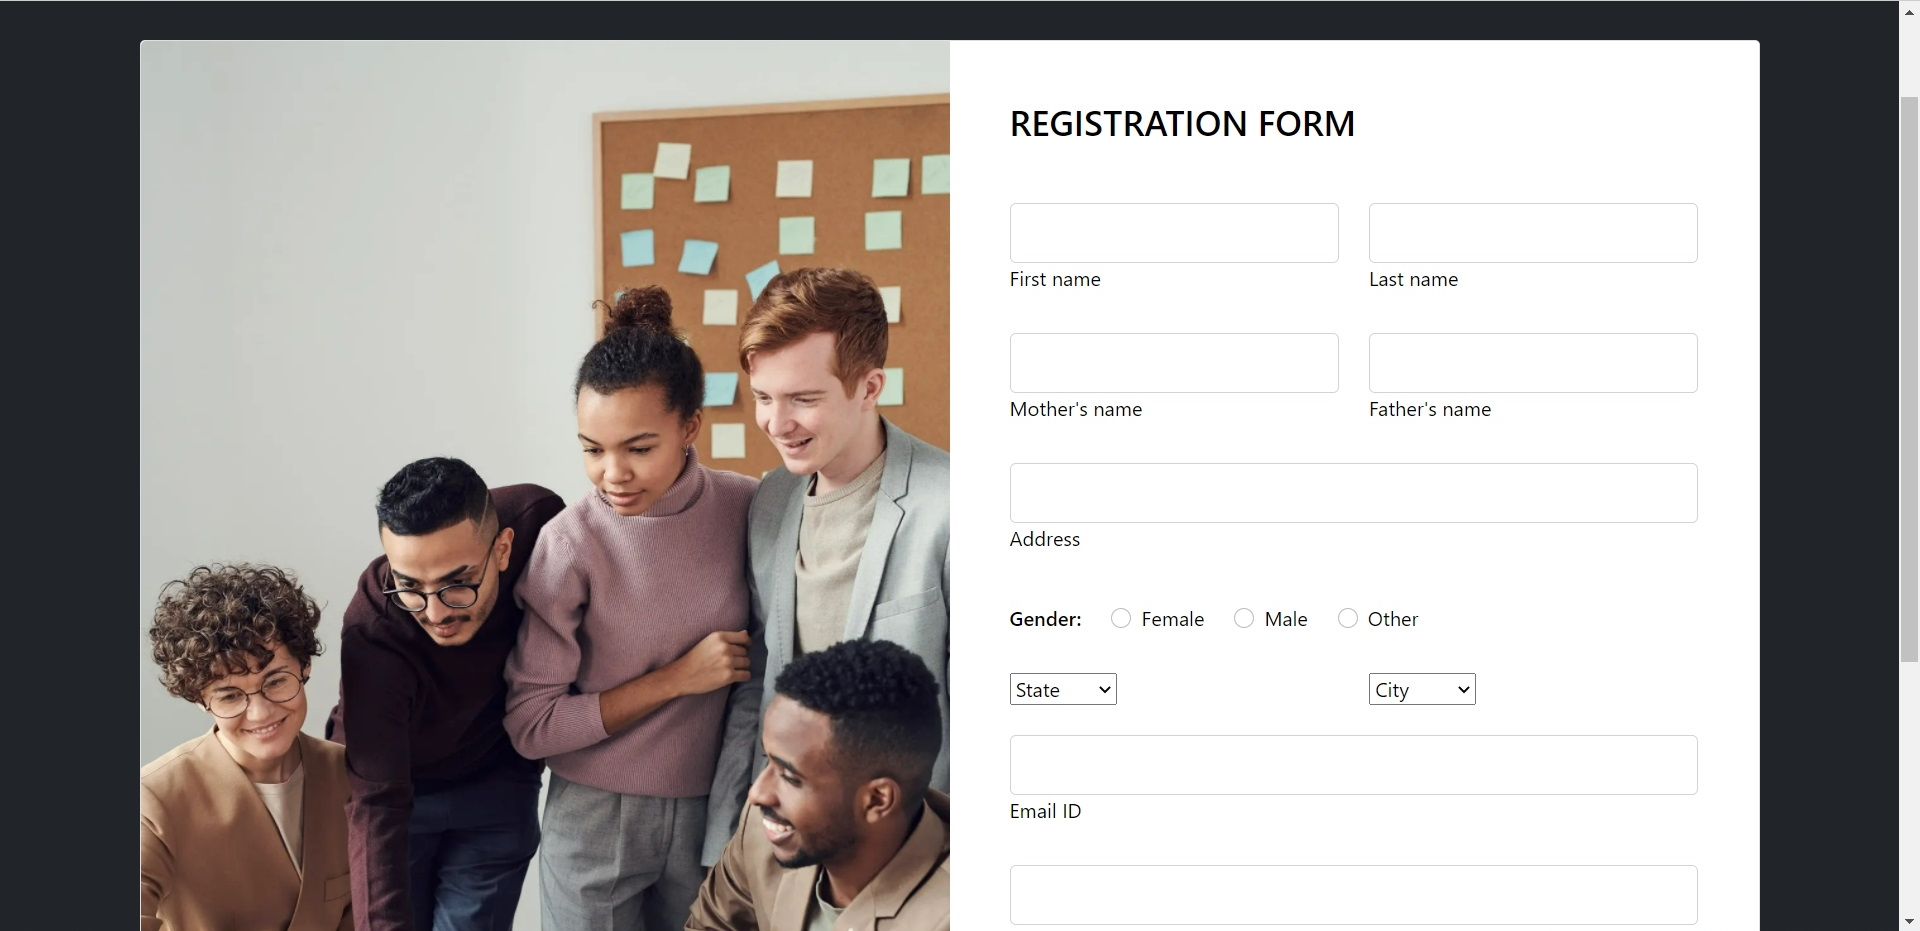 REGISTRATION FORM
First name Last name
Mother's name Father's name
Address
Gender: Female Male Other
State City
Email ID